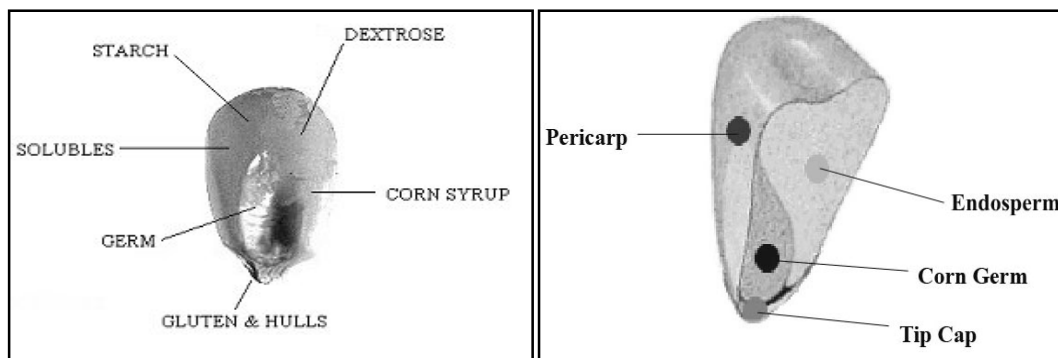 DEXTROSE
STARCH
SOLUBLES
CORN SYRUP
GERM
GLUTEN & HULLS
Pericarp
Endosperm
Corn Germ
Tip Cap